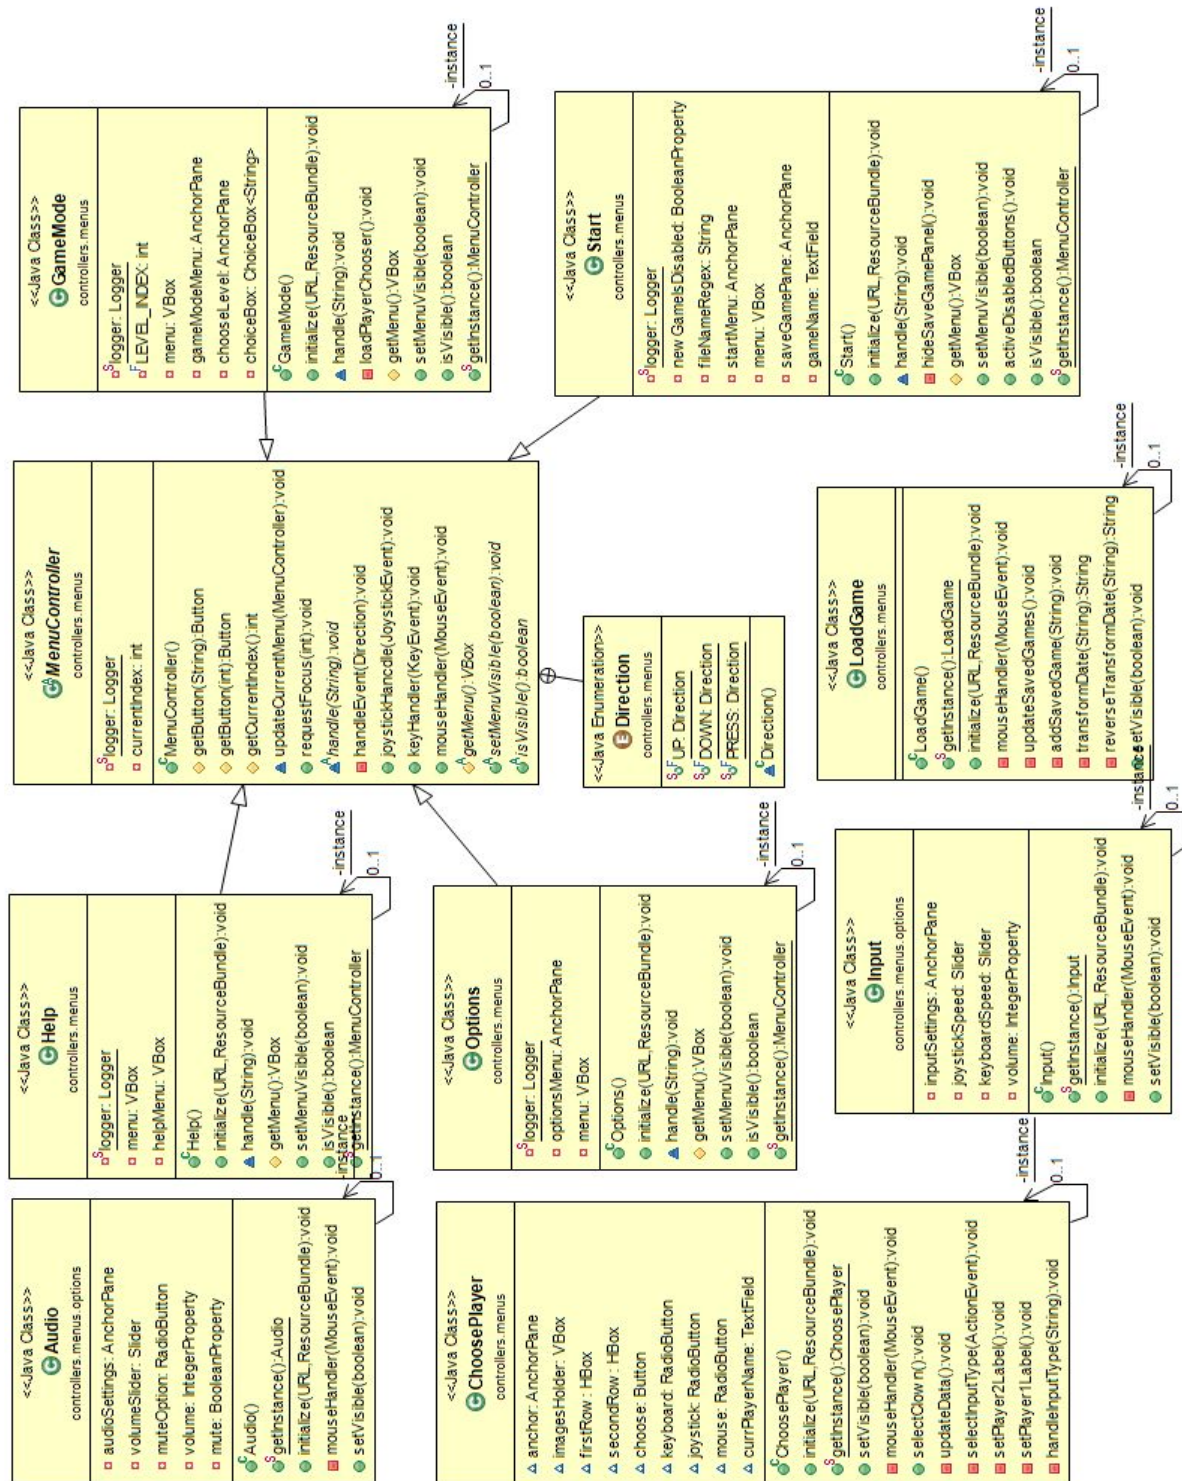 <<Java Class>>
Audio
controllers.menus.options
audioSettings: AnchorPane
volumeSlider: Slider
muteOption: RadioButton
volume: IntegerProperty
mute: BooleanProperty
Audio()
getInstance():Audio
initialize(URL,ResourceBundle):void
mouseHandler(MouseEvent):void
setVisible(boolean):void
-instance
0..1
<<Java Class>>
Help
controllers.menus
logger: Logger
menu: VBox
helpMenu: VBox
Help()
initialize(URL,ResourceBundle):void
handle(String):void
getMenu():VBox
setMenuVisible(boolean):void
isVisible():boolean
getInstance():MenuController
-instance
0..1
<<Java Class>>
MenuController
controllers.menus
logger: Logger
currentIndex: int
MenuController()
getButton(String):Button
getButton(int):Button
getCurrentIndex():int
updateCurrentMenu(MenuController):void
requestFocus(int):void
handle(String):void
handleEvent(Direction):void
joystickHandle(JoystickEvent):void
keyHandler(KeyEvent):void
mouseHandler(MouseEvent):void
getMenu():VBox
setMenuVisible(boolean):void
isVisible():boolean
<<Java Class>>
GameMode
controllers.menus
logger: Logger
LEVEL_INDEX: int
menu: VBox
gameModeMenu: AnchorPane
chooseLevel: AnchorPane
choiceBox: ChoiceBox<String>
GameMode()
initialize(URL,ResourceBundle):void
handle(String):void
loadPlayerChooser():void
getMenu():VBox
setMenuVisible(boolean):void
isVisible():boolean
getInstance():MenuController
-instance
0..1
<<Java Class>>
ChoosePlayer
controllers.menus
anchor: AnchorPane
imagesHolder: VBox
firstRow : HBox
secondRow : HBox
choose: Button
keyboard: RadioButton
joystick: RadioButton
mouse: RadioButton
currPlayerName: TextField
ChoosePlayer()
initialize(URL,ResourceBundle):void
getInstance():ChoosePlayer
setVisible(boolean):void
mouseHandler(MouseEvent):void
selectClown():void
updateData():void
selectInputType(ActionEvent):void
setPlayer2Label():void
setPlayer1Label():void
handleInputType(String):void
-instance
0..1
<<Java Class>>
Options
controllers.menus
logger: Logger
optionsMenu: AnchorPane
menu: VBox
Options()
initialize(URL,ResourceBundle):void
handle(String):void
getMenu():VBox
setMenuVisible(boolean):void
isVisible():boolean
getInstance():MenuController
-instance
0..1
<<Java Enumeration>>
Direction
controllers.menus
UP: Direction
DOWN: Direction
PRESS: Direction
Direction()
<<Java Class>>
Start
controllers.menus
logger: Logger
new GameIsDisabled: BooleanProperty
fileNameRegex: String
startMenu: AnchorPane
menu: VBox
saveGamePane: AnchorPane
gameName: TextField
Start()
initialize(URL,ResourceBundle):void
handle(String):void
hideSaveGamePanel():void
getMenu():VBox
setMenuVisible(boolean):void
activeDisabledButtons():void
isVisible():boolean
getInstance():MenuController
-instance
0..1
<<Java Class>>
Input
controllers.menus.options
inputSettings: AnchorPane
joystickSpeed: Slider
keyboardSpeed: Slider
volume: IntegerProperty
Input()
getInstance():Input
initialize(URL,ResourceBundle):void
mouseHandler(MouseEvent):void
setVisible(boolean):void
-instance
0..1
<<Java Class>>
LoadGame
controllers.menus
LoadGame()
getInstance():LoadGame
initialize(URL,ResourceBundle):void
mouseHandler(MouseEvent):void
updateSavedGames():void
addSavedGame(String):void
transformDate(String):String
reverseTransformDate(String):String
setVisible(boolean):void
-instance
0..1